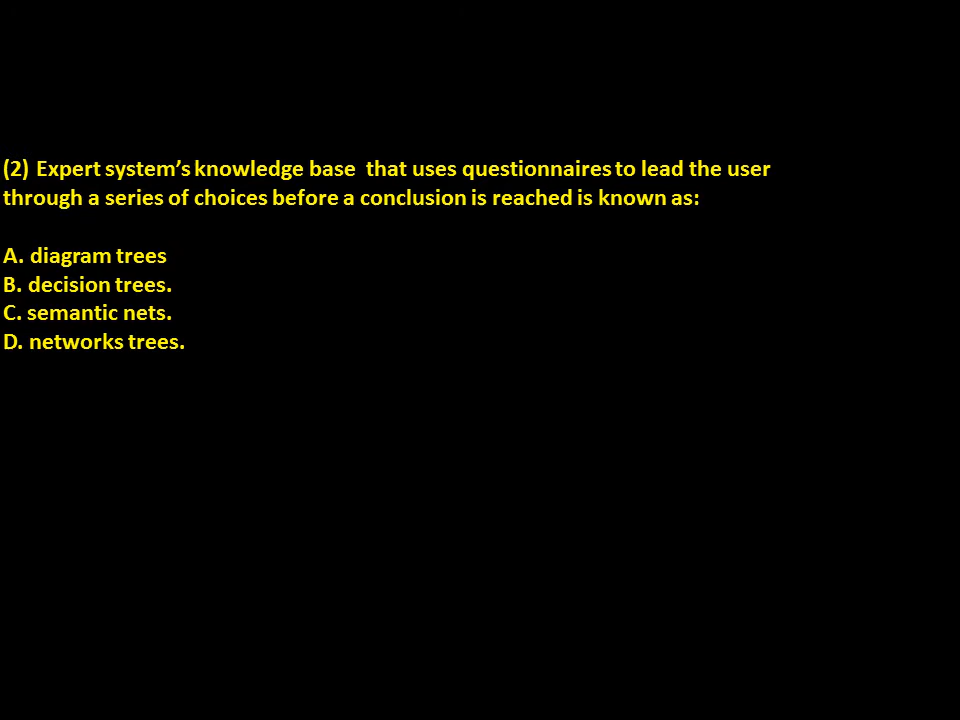 (2) Expert system’s knowledge base  that uses questionnaires to lead the user
through a series of choices before a conclusion is reached is known as:
A. diagram trees
B. decision trees.
C. semantic nets.
D. networks trees.